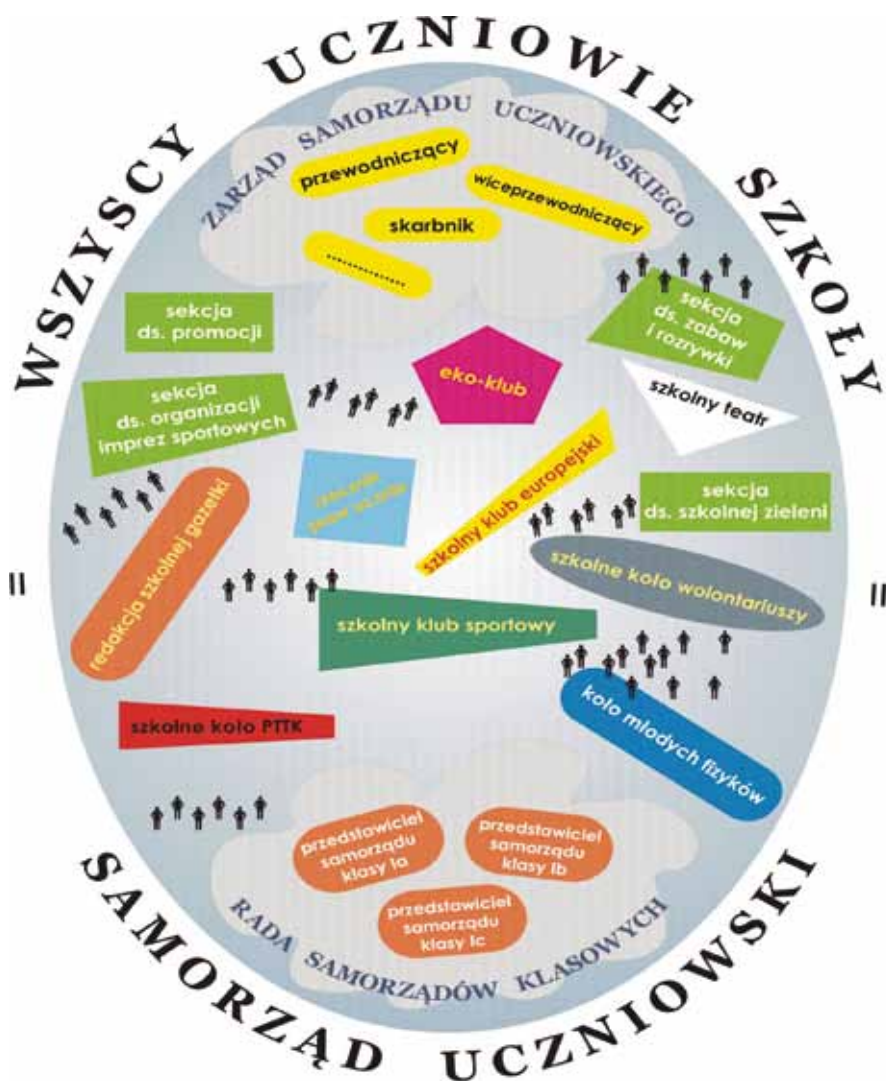 WSZYSCY UCZNIOWIE SZKOŁY
ZARZĄD SAMORZĄDU UCZNIOWSKIEGO
przewodniczący
wiceprzewodniczący
skarbnik
................
sekcja
ds. promocji
sekcja
ds. zabaw
i rozrywki
eko-klub
szkolny teatr
sekcja
ds. organizacji
imprez sportowych
szkolny klub europejski
sekcja
ds. szkolnej zieleni
redakcja szkolnej gazetki
szkolne koło wolontariuszy
=
=
szkolny klub sportowy
szkolne koło PTTK
koło młodych fizyków
przedstawiciel
samorządu
klasy Ia
przedstawiciel
samorządu
klasy Ib
przedstawiciel
samorządu
klasy Ic
RADA SAMORZĄDÓW KLASOWYCH
SAMORZĄD UCZNIOWSKI